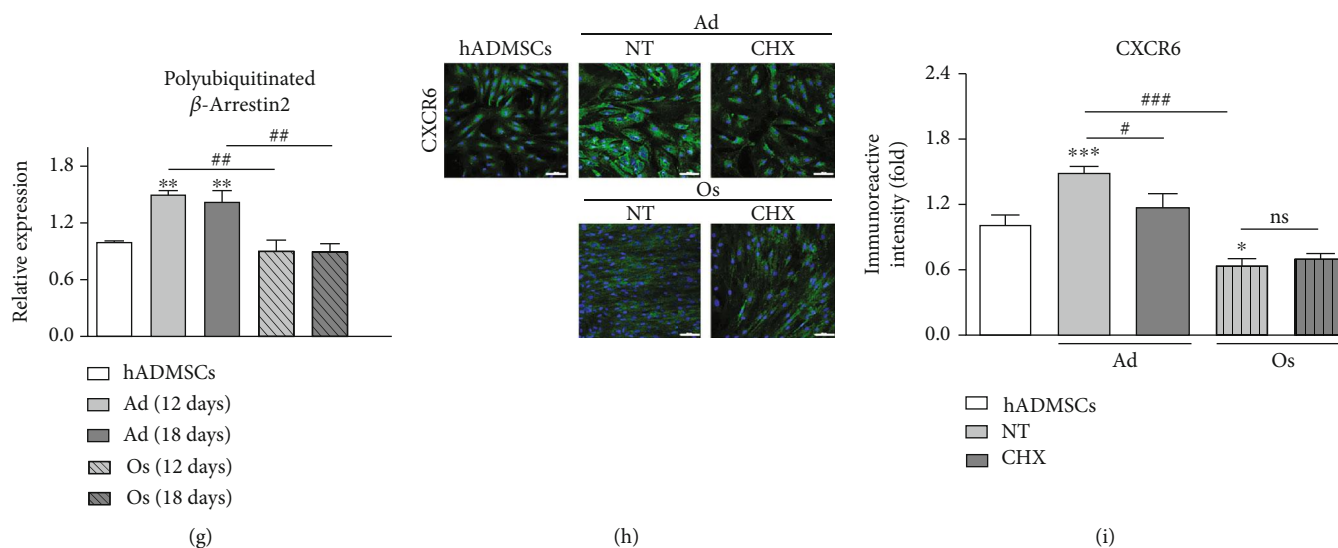 Polyubiquitinated
β-Arrestin2
Relative expression
1.8
1.2
0.6
0.0
**
**
##
##
hADMSCs
Ad (12 days)
Ad (18 days)
Os (12 days)
Os (18 days)
(g)
Ad
hADMSCs
NT
CHX
CXCR6
Os
NT
CHX
(h)
CXCR6
Immunoreactive
intensity (fold)
2.4
1.8
1.2
0.6
0.0
###
#
***
ns
*
Ad
Os
hADMSCs
NT
CHX
(i)